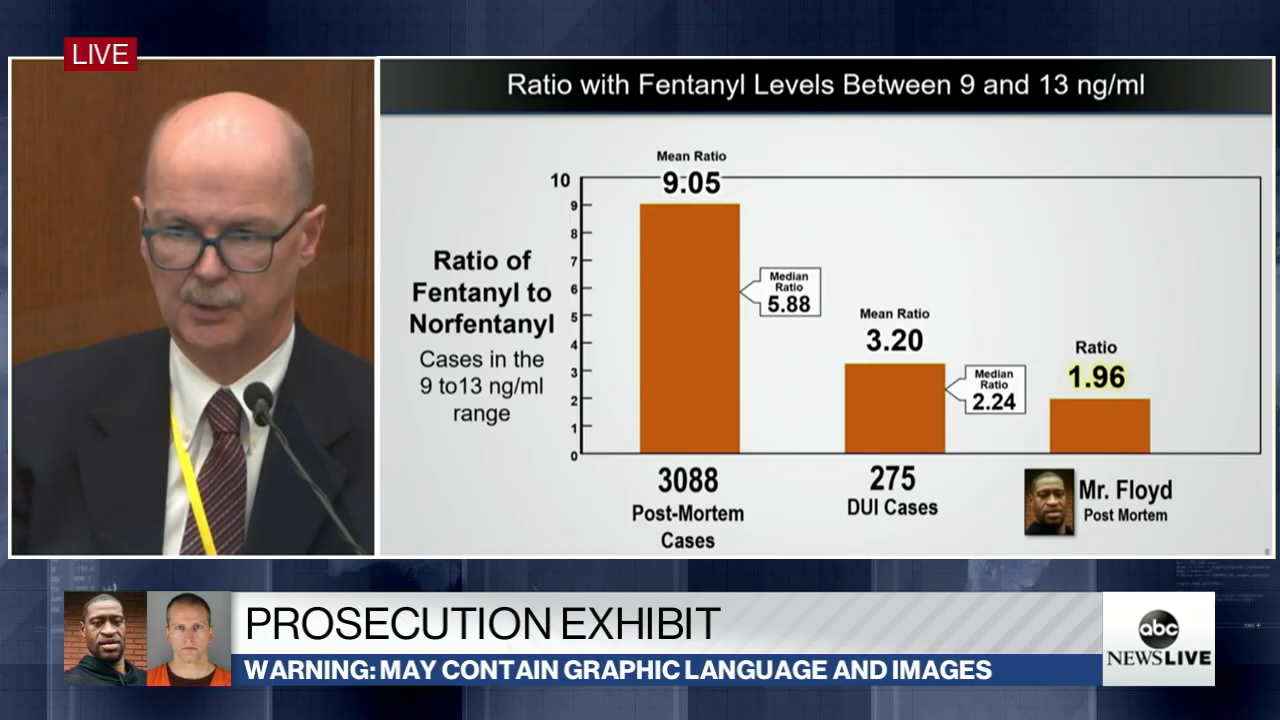 LIVE
Ratio with Fentanyl Levels Between 9 and 13 ng/ml
Ratio of
Fentanyl to
Norfentanyl
Cases in the
9 to13 ng/ml
range
10
9
8
7
6
5
4
3
2
1
0
Mean Ratio
9.05
Median
Ratio
5.88
Mean Ratio
3.20
Median
Ratio
2.24
Ratio
1.96
3088
Post-Mortem
Cases
275
DUI Cases
Mr. Floyd
Post Mortem
PROSECUTION EXHIBIT
WARNING: MAY CONTAIN GRAPHIC LANGUAGE AND IMAGES
abc
NEWSLIVE